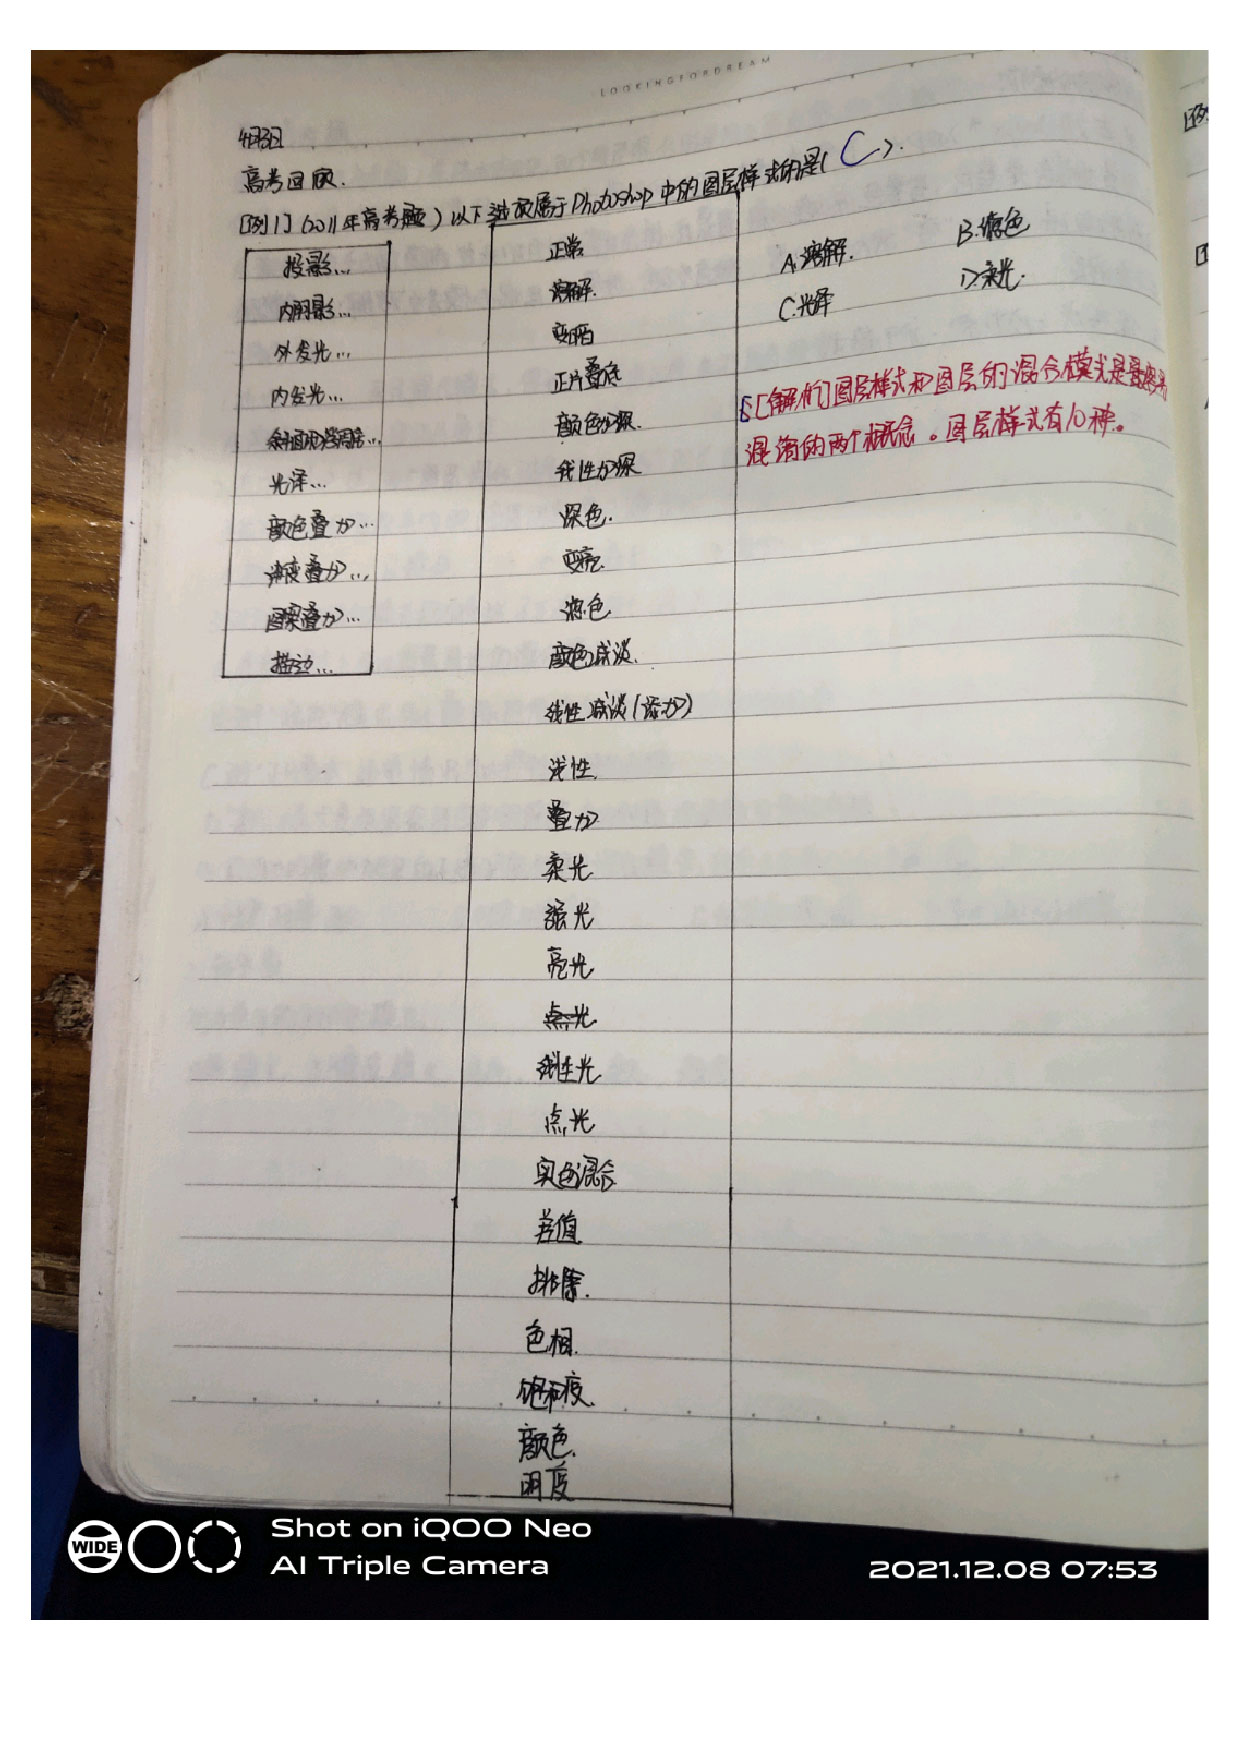 LOOKINGFORDREAM
4月3日
高考回顾.
[例1](2011年高考题)以下选项属于Photoshop中的图层样式的是( C ).
投影...
内阴影...
外发光...
内发光...
斜面和浮雕...
光泽...
颜色叠加...
渐变叠加...
图案叠加...
描边...
正常
溶解.
变暗
正片叠底
颜色加深.
线性加深
深色.
变亮.
滤色
颜色减淡.
线性减淡(添加)
浅性.
叠加
柔光
强光
亮光
点光
线性光
点光
实色混合
差值
排除.
色相.
饱和度.
颜色.
明度
A.溶解.
B.滤色
C.光泽
D.柔光.
[解析]图层样式和图层的混合模式是最容易
混淆的两个概念。图层样式有10种。
WIDE
Shot on iQOO Neo
AI Triple Camera
2021.12.08 07:53